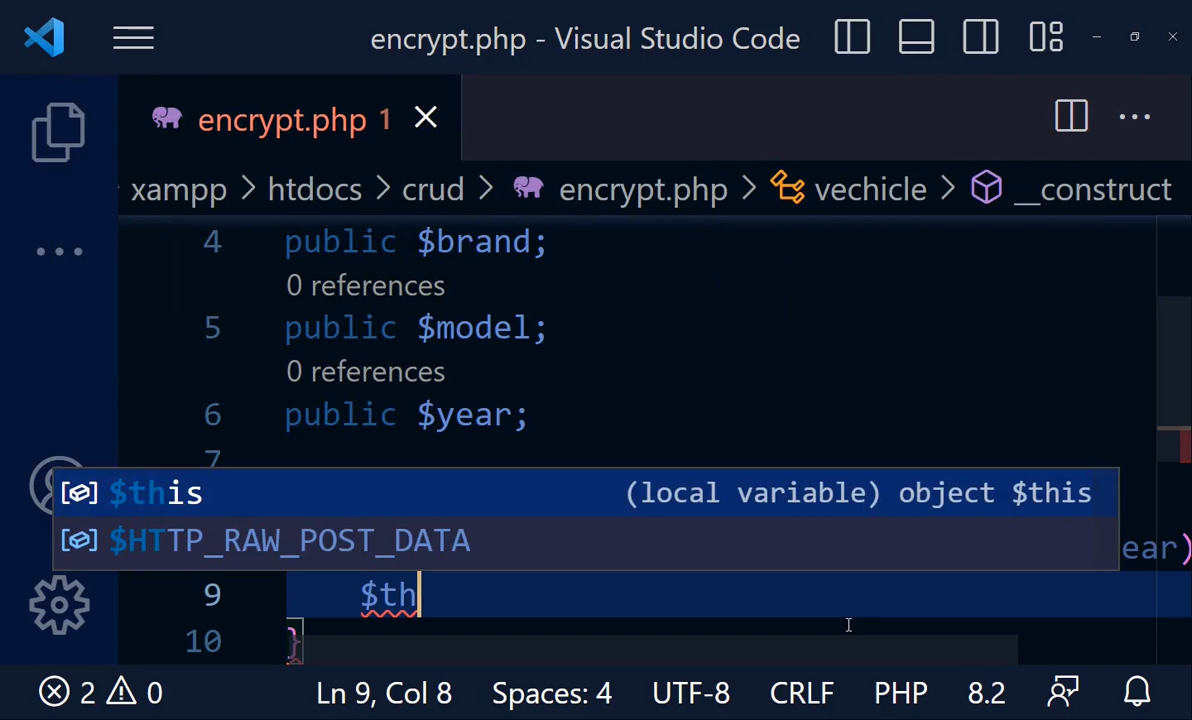 encrypt.php - Visual Studio Code
encrypt.php 1
xampp > htdocs > crud > encrypt.php > vechicle > __construct
4 public $brand;
0 references
5 public $model;
0 references
6 public $year;
7
$this (local variable) object $this
$HTTP_RAW_POST_DATA
ear)
9 $th
10 }
2 0 Ln 9, Col 8 Spaces: 4 UTF-8 CRLF PHP 8.2